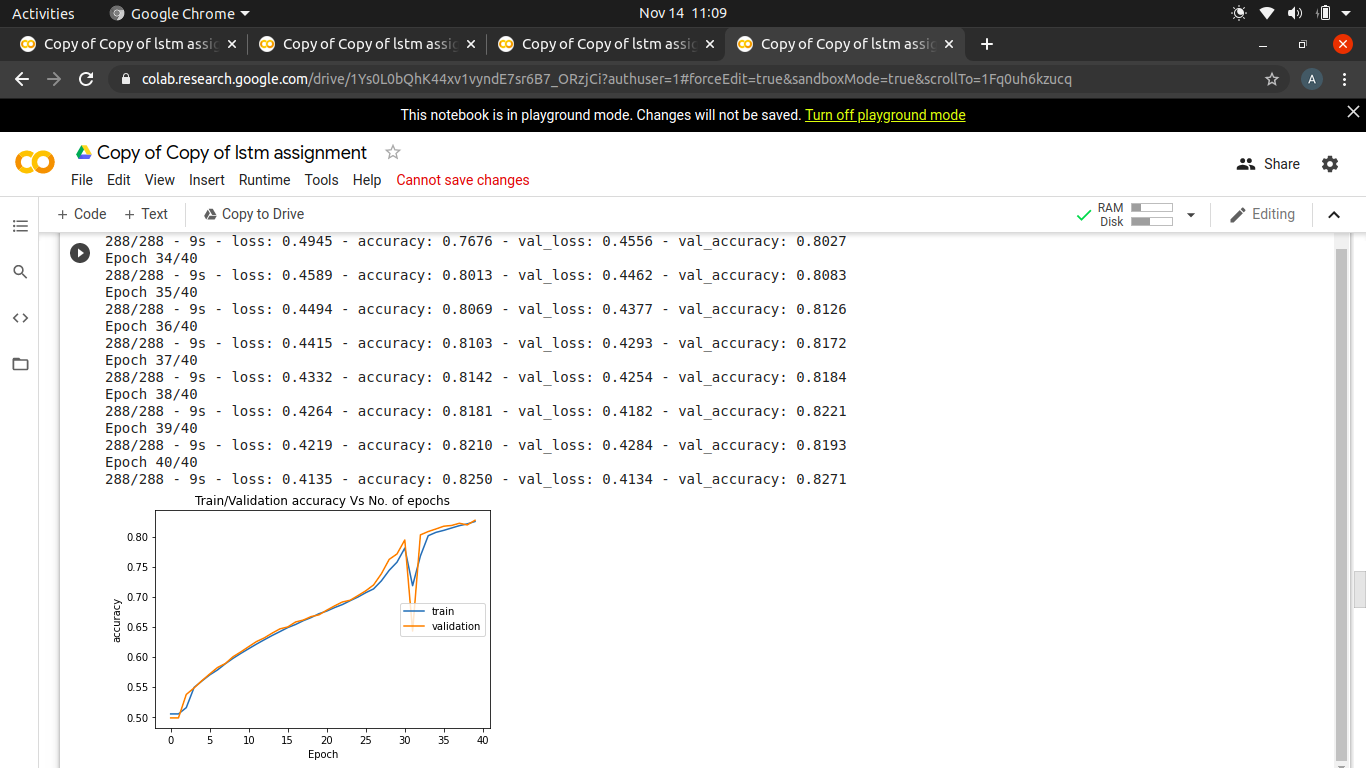 Activities Google Chrome Nov 14 11:09
Copy of Copy of lstm assig Copy of Copy of lstm assig Copy of Copy of lstm assig Copy of Copy of lstm assig
colab.research.google.com/drive/1Ys0L0bQhK44xv1vyndE7sr6B7_ORzjCi?authuser=1#forceEdit=true&sandboxMode=true&scrollTo=1Fq0uh6kzucq A
This notebook is in playground mode. Changes will not be saved. Turn off playground mode
Copy of Copy of lstm assignment
Share
File Edit View Insert Runtime Tools Help Cannot save changes
+ Code + Text Copy to Drive RAM Disk Editing
288/288 - 9s - loss: 0.4945 - accuracy: 0.7676 - val_loss: 0.4556 - val_accuracy: 0.8027
Epoch 34/40
288/288 - 9s - loss: 0.4589 - accuracy: 0.8013 - val_loss: 0.4462 - val_accuracy: 0.8083
Epoch 35/40
288/288 - 9s - loss: 0.4494 - accuracy: 0.8069 - val_loss: 0.4377 - val_accuracy: 0.8126
Epoch 36/40
288/288 - 9s - loss: 0.4415 - accuracy: 0.8103 - val_loss: 0.4293 - val_accuracy: 0.8172
Epoch 37/40
288/288 - 9s - loss: 0.4332 - accuracy: 0.8142 - val_loss: 0.4254 - val_accuracy: 0.8184
Epoch 38/40
288/288 - 9s - loss: 0.4264 - accuracy: 0.8181 - val_loss: 0.4182 - val_accuracy: 0.8221
Epoch 39/40
288/288 - 9s - loss: 0.4219 - accuracy: 0.8210 - val_loss: 0.4284 - val_accuracy: 0.8193
Epoch 40/40
288/288 - 9s - loss: 0.4135 - accuracy: 0.8250 - val_loss: 0.4134 - val_accuracy: 0.8271
Train/Validation accuracy Vs No. of epochs
0.80
0.75
0.70
0.65
0.60
0.55
0.50
accuracy
train
validation
0 5 10 15 20 25 30 35 40
Epoch